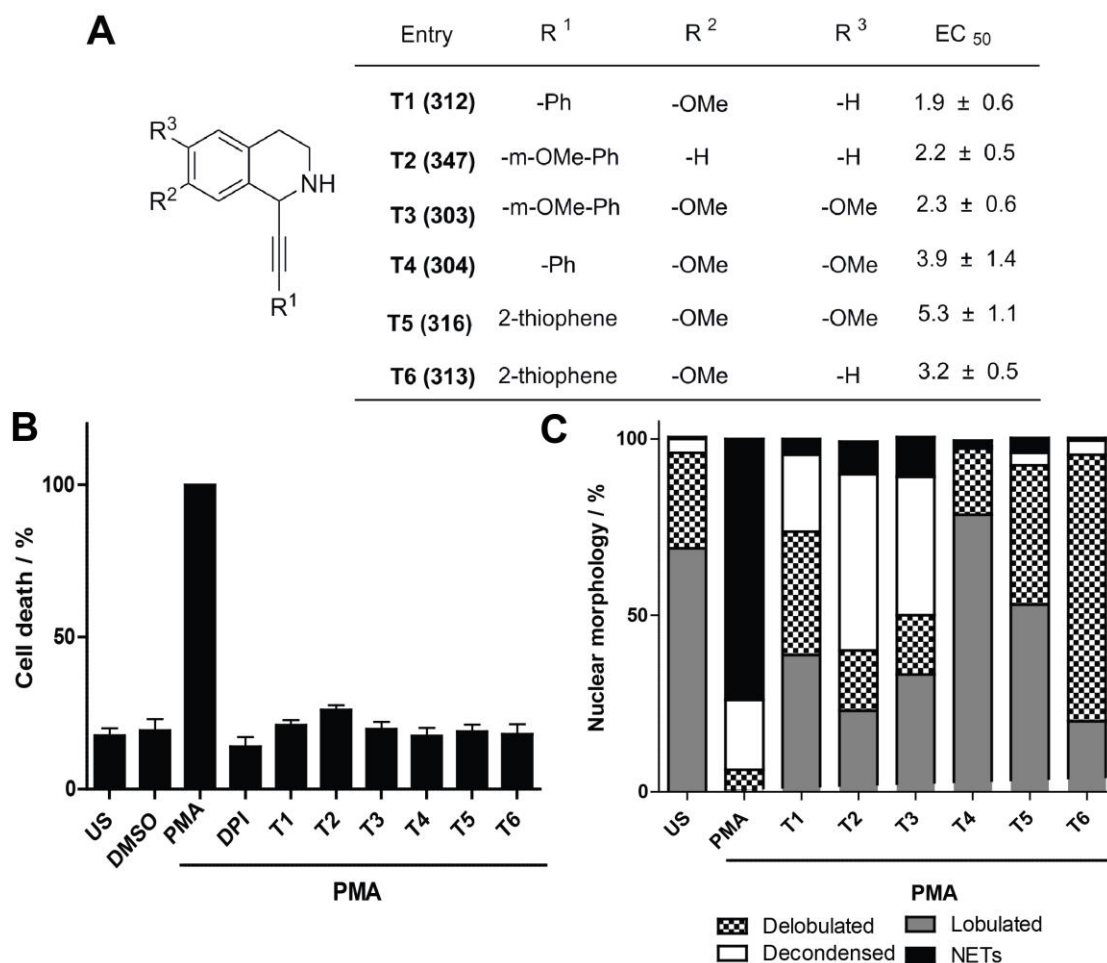 A
Entry R 1 R 2 R 3 EC 50
T1 (312) -Ph -OMe -H 1.9 ± 0.6
T2 (347) -m-OMe-Ph -H -H 2.2 ± 0.5
T3 (303) -m-OMe-Ph -OMe -OMe 2.3 ± 0.6
T4 (304) -Ph -OMe -OMe 3.9 ± 1.4
T5 (316) 2-thiophene -OMe -OMe 5.3 ± 1.1
T6 (313) 2-thiophene -OMe -H 3.2 ± 0.5
R3
R2
NH
R1
B
Cell death / %
100
50
0
US DMSO PMA DPI T1 T2 T3 T4 T5 T6
PMA
C
Nuclear morphology / %
100
50
0
US PMA T1 T2 T3 T4 T5 T6
PMA
Delobulated Lobulated
Decondensed NETs